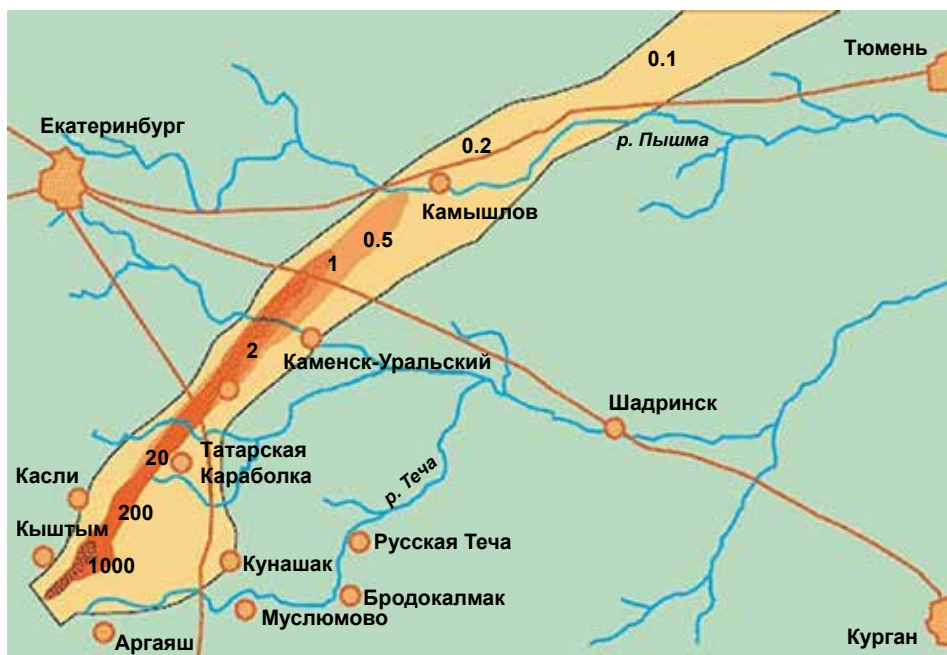 0.1
Тюмень
Екатеринбург
0.2
р. Пышма
Камышлов
0.5
1
2
Каменск-Уральский
Шадринск
20
Татарская
Караболка
Касли
р. Теча
200
Кыштым
Русская Теча
1000
Кунашак
Бродокалмак
Муслюмово
Аргаяш
Курган